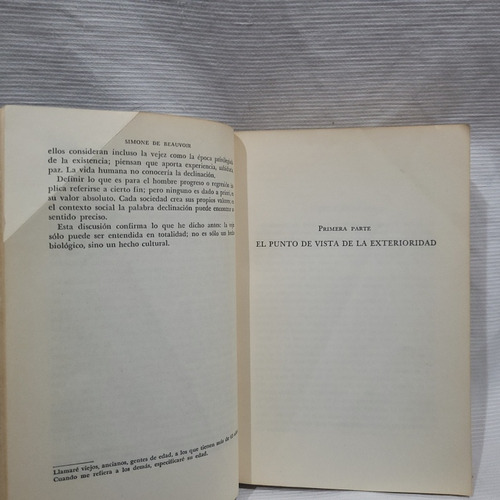 SIMONE DE BEAUVOIR
ellos consideran incluso la vejez como la época privilegiada
de la existencia; piensan que aporta experiencia, sabiduría,
paz. La vida humana no conocería la declinación.
Definir lo que es para el hombre progreso o regresión
plica referirse a cierto fin; pero ninguno es dado a priori,
su valor absoluto. Cada sociedad crea sus propios valores:
el contexto social la palabra declinación puede encontrar
sentido preciso.
Esta discusión confirma lo que he dicho antes: la
sólo puede ser entendida en totalidad; no es sólo un
biológico, sino un hecho cultural.
Llamaré viejos, ancianos, gentes de edad, a los que tienen más de
Cuando me refiera a los demás, especificaré su edad.
PRIMERA PARTE
EL PUNTO DE VISTA DE LA EXTERIORIDAD